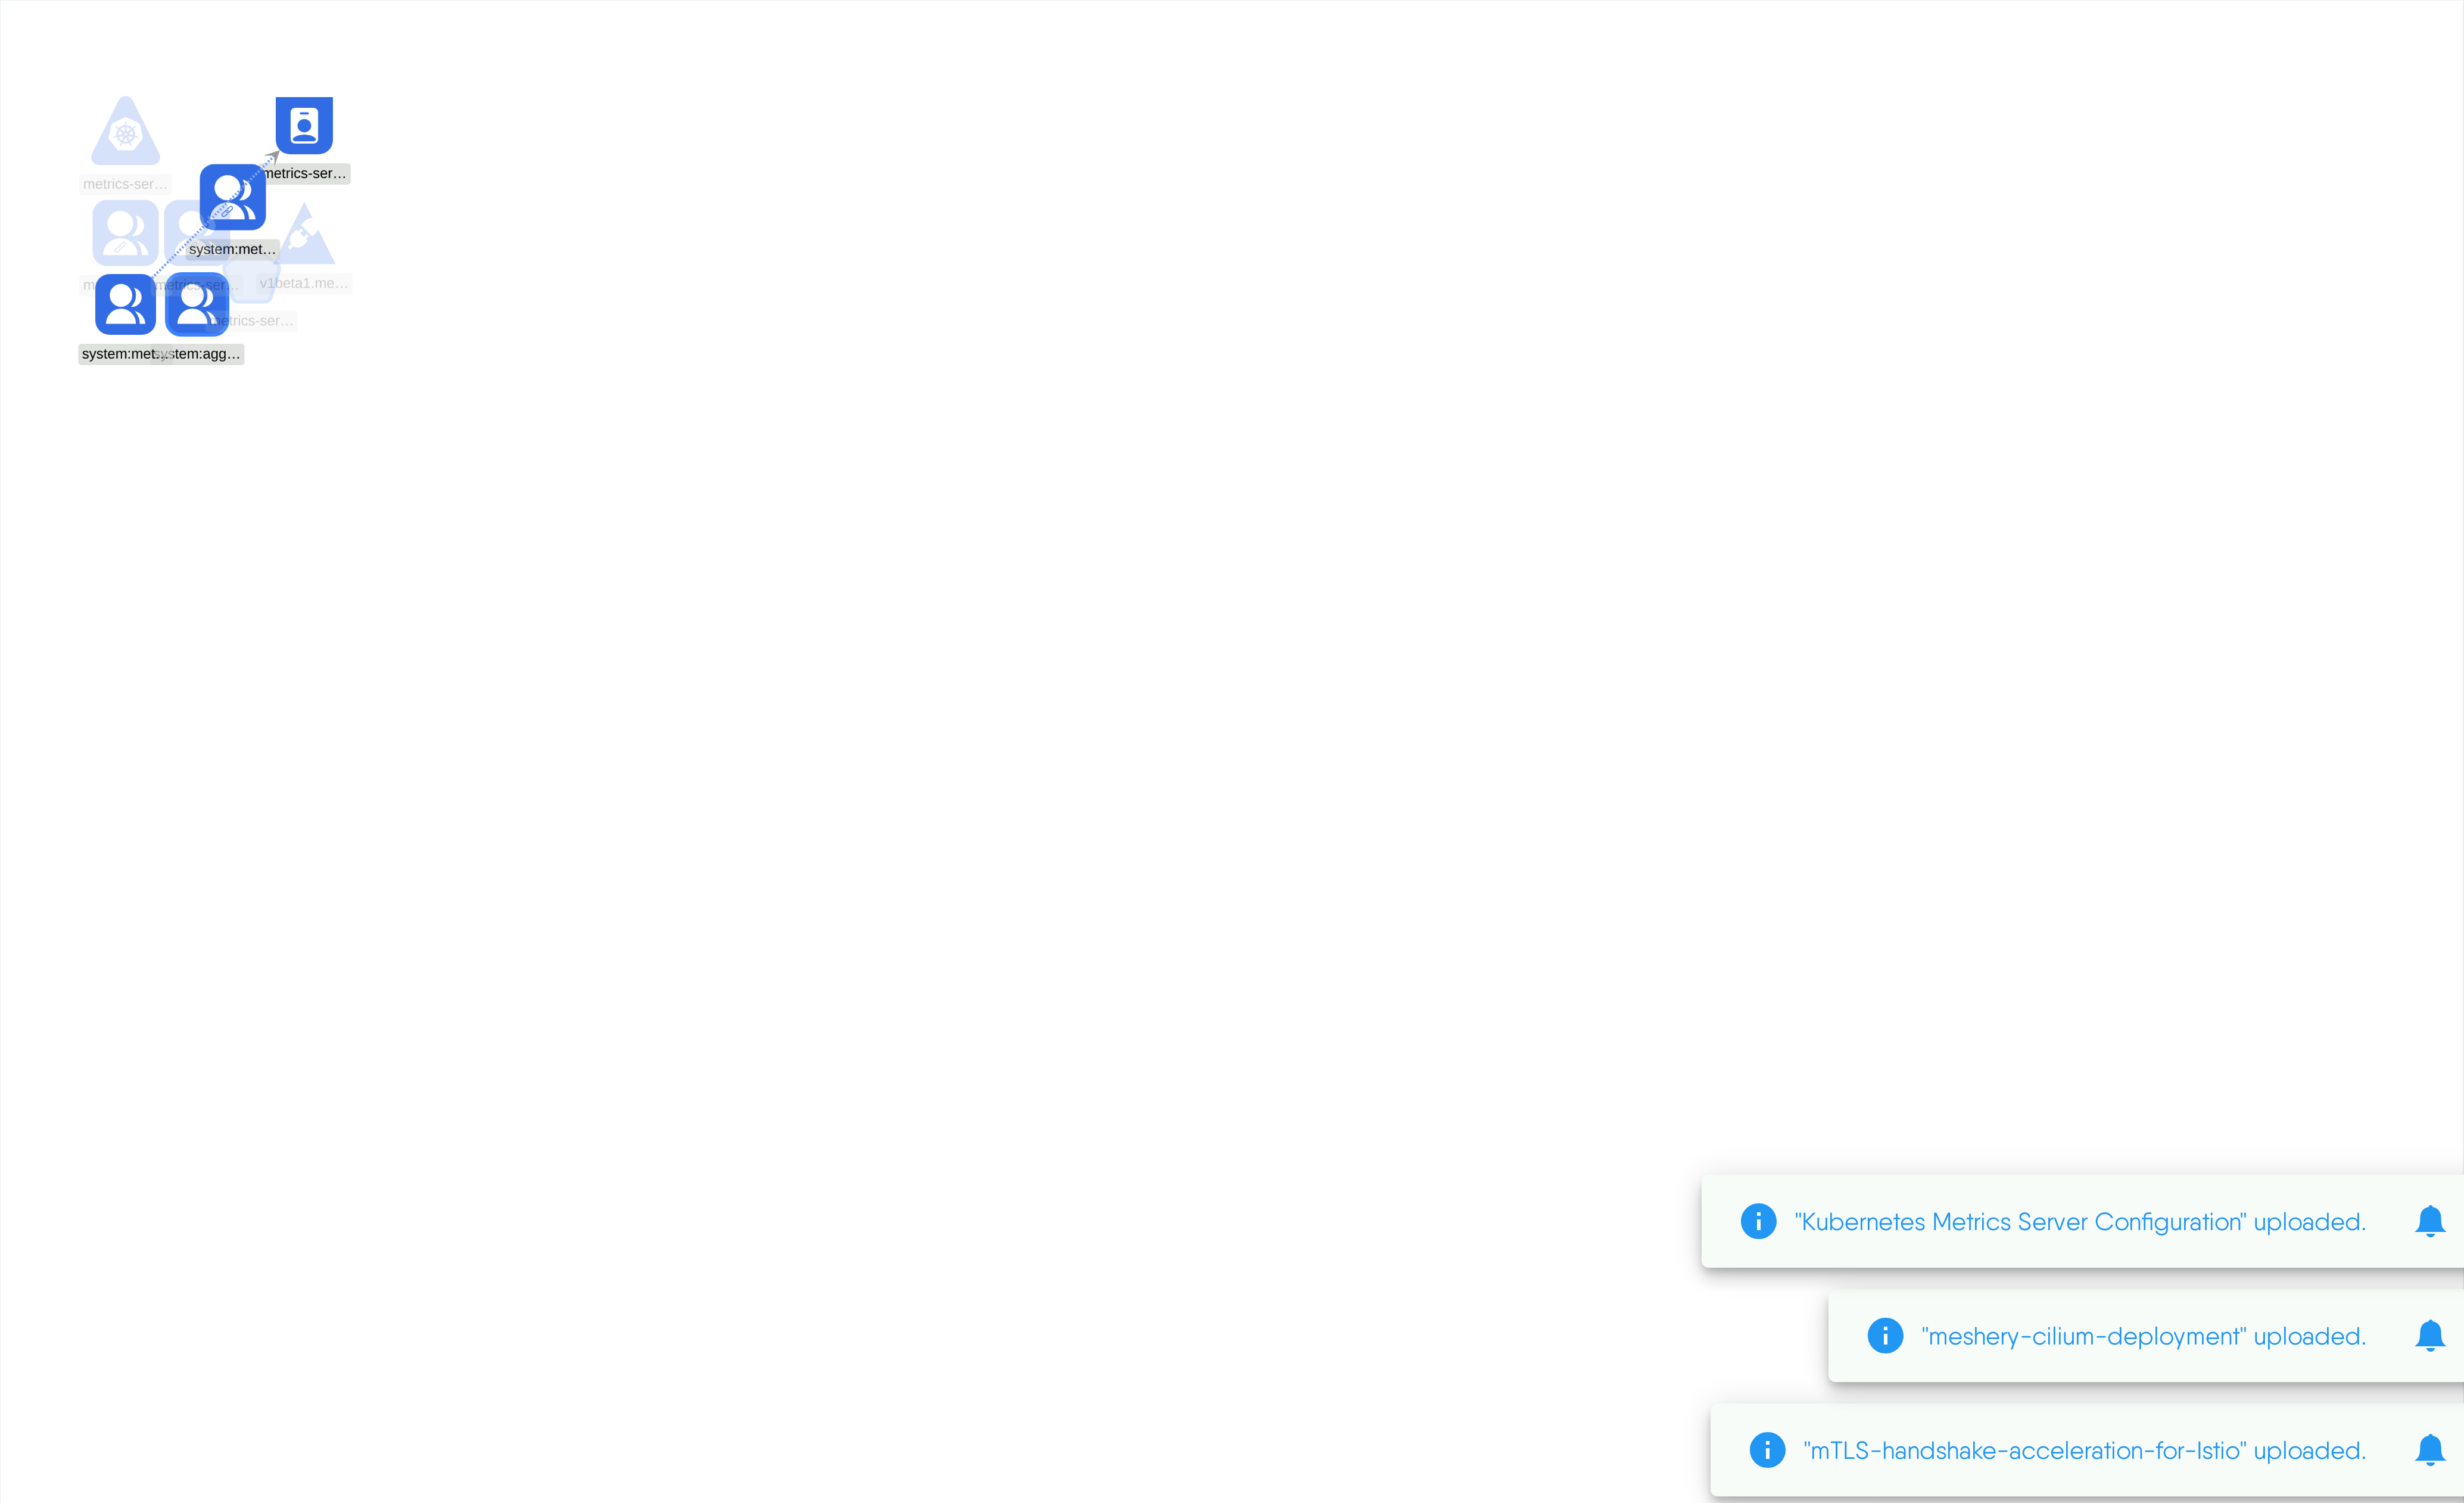 metrics-ser…
metrics-ser…
system:met…
metrics-ser…
v1beta1.me…
metrics-ser…
system:met…
system:agg…
"Kubernetes Metrics Server Configuration" uploaded.
"meshery-cilium-deployment" uploaded.
"mTLS-handshake-acceleration-for-Istio" uploaded.